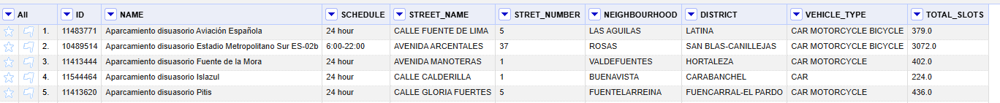 All ID NAME SCHEDULE STREET_NAME STRET_NUMBER NEIGHBOURHOOD DISTRICT VEHICLE_TYPE TOTAL_SLOTS
1. 11483771 Aparcamiento disuasorio Aviación Española 24 hour CALLE FUENTE DE LIMA 5 LAS AGUILAS LATINA CAR MOTORCYCLE BICYCLE 379.0
2. 10489514 Aparcamiento disuasorio Estadio Metropolitano Sur ES-02b 6:00-22:00 AVENIDA ARCENTALES 37 ROSAS SAN BLAS-CANILLEJAS CAR MOTORCYCLE BICYCLE 3072.0
3. 11413444 Aparcamiento disuasorio Fuente de la Mora 24 hour AVENIDA MANOTERAS 1 VALDEFUENTES HORTALEZA CAR MOTORCYCLE 402.0
4. 11544464 Aparcamiento disuasorio Islazul 24 hour CALLE CALDERILLA 1 BUENAVISTA CARABANCHEL CAR 224.0
5. 11413620 Aparcamiento disuasorio Pitis 24 hour CALLE GLORIA FUERTES 5 FUENTELARREINA FUENCARRAL-EL PARDO CAR MOTORCYCLE 436.0